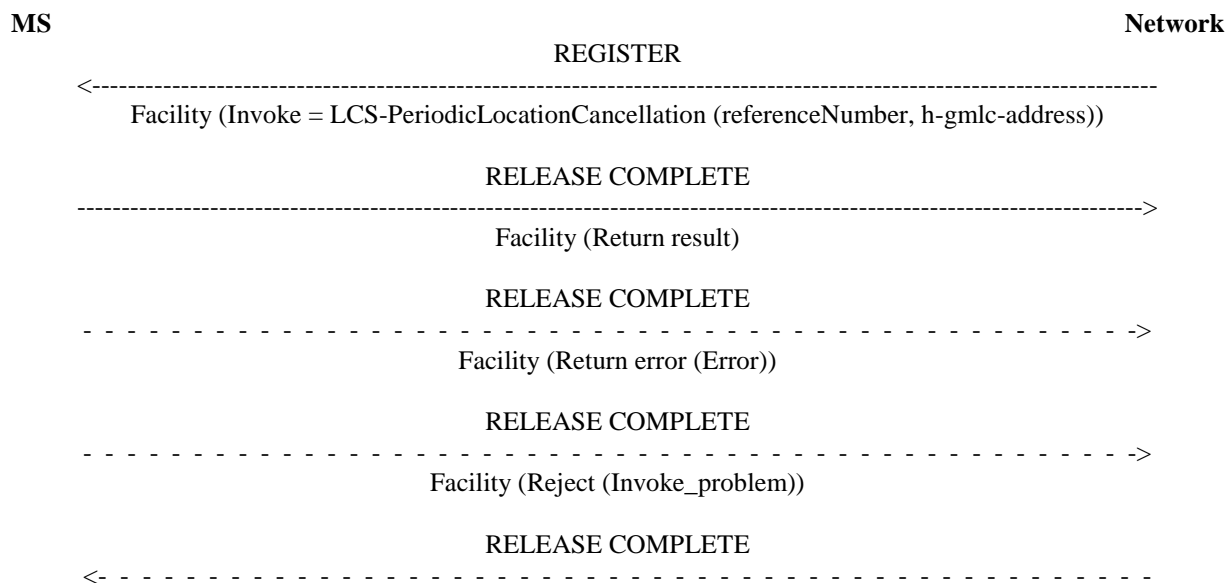 MS Network
REGISTER
<------------------------------------------------------------------------------------------------------------------------
Facility (Invoke = LCS-PeriodicLocationCancellation (referenceNumber, h-gmlc-address))
RELEASE COMPLETE
------------------------------------------------------------------------------------------------------------------------>
Facility (Return result)
RELEASE COMPLETE
- - - - - - - - - - - - - - - - - - - - - - - - - - - - - - - - - - - - - - - - - - - - - - - - ->
Facility (Return error (Error))
RELEASE COMPLETE
- - - - - - - - - - - - - - - - - - - - - - - - - - - - - - - - - - - - - - - - - - - - - - - - ->
Facility (Reject (Invoke_problem))
RELEASE COMPLETE
<- - - - - - - - - - - - - - - - - - - - - - - - - - - - - - - - - - - - - - - - - - - - - - - - -